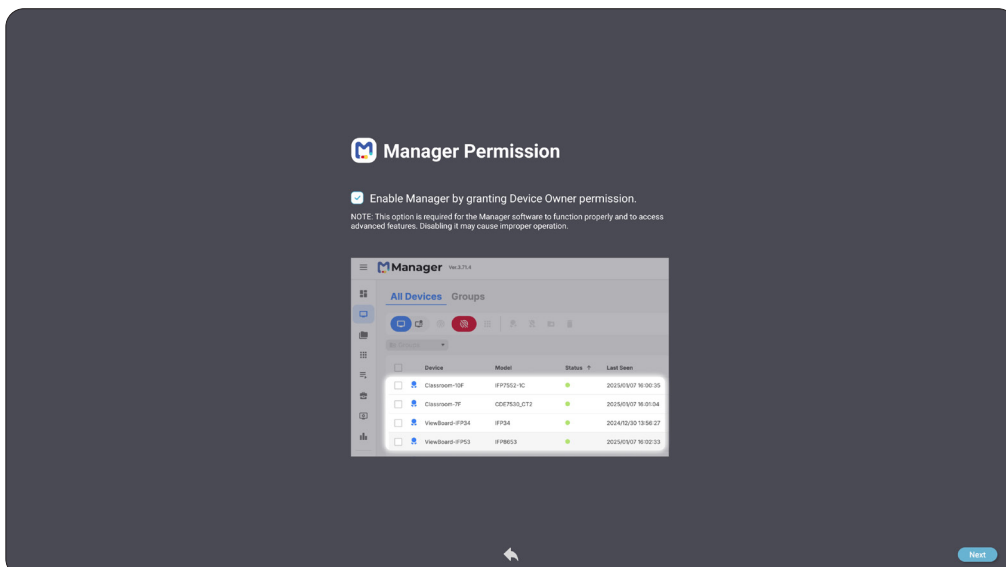 Manager Permission
Enable Manager by granting Device Owner permission.
NOTE: This option is required for the Manager software to function properly and to access
advanced features. Disabling it may cause improper operation.
Manager Ver.3.71.4
All Devices Groups
Device Model Status ↑ Last Seen
Classroom-10F IFP7552-1C 2025/01/07 16:00:35
Classroom-7F CDE7530_CT2 2025/01/07 16:01:04
ViewBoard-IFP34 IFP34 2024/12/30 13:56:27
ViewBoard-IFP53 IFP8653 2025/01/07 16:02:33
Next